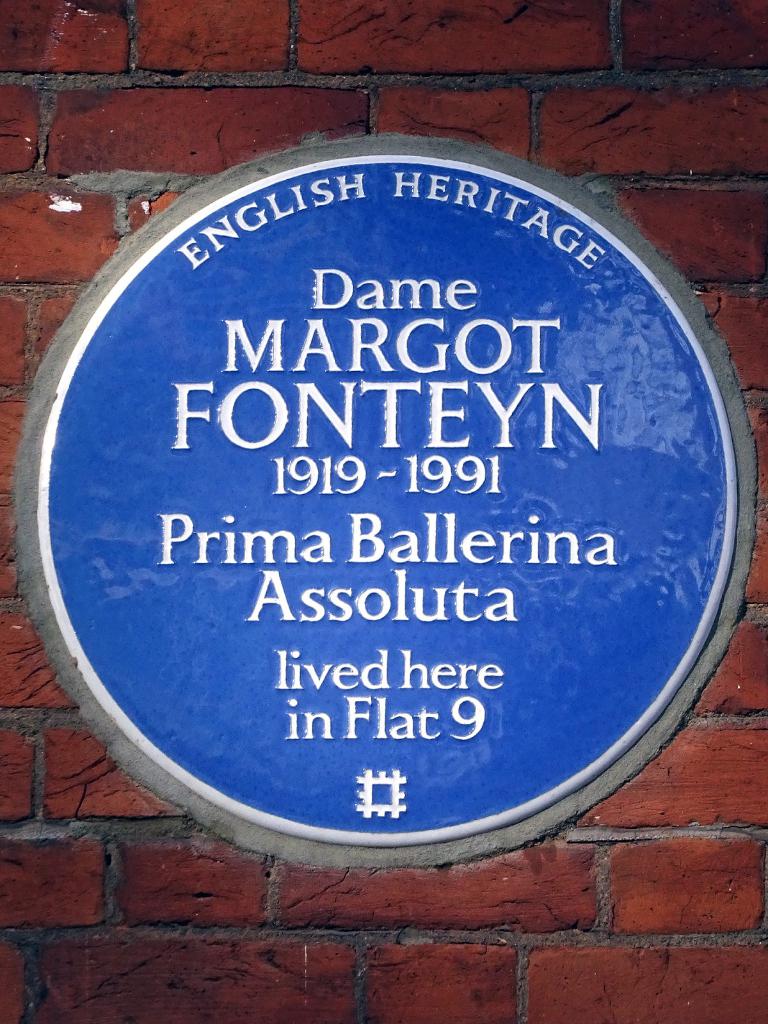 ENGLISH HERITAGE
Dame
MARGOT
FONTEYN
1919-1991
Prima Ballerina
Assoluta
lived here
in Flat 9